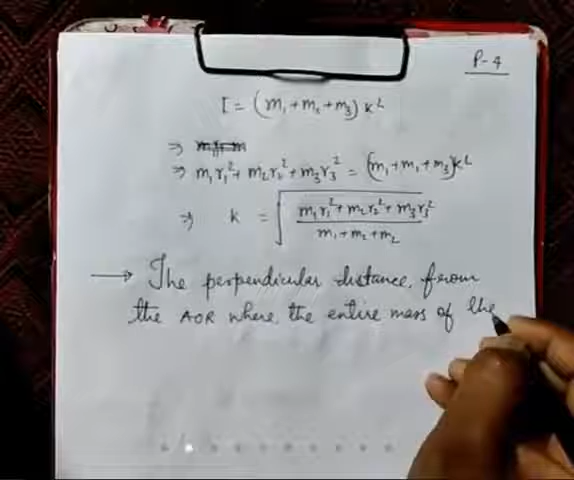 P-4
I = (m₁ + m₂ + m₃) k²
⇒
⇒ m₁r₁² + m₂r₂² + m₃r₃² = (m₁ + m₂ + m₃)k²
⇒ k = √((m₁r₁² + m₂r₂² + m₃r₃²)/(m₁ + m₂ + m₂))
→ The perpendicular distance from
the AOR where the entire mass of the